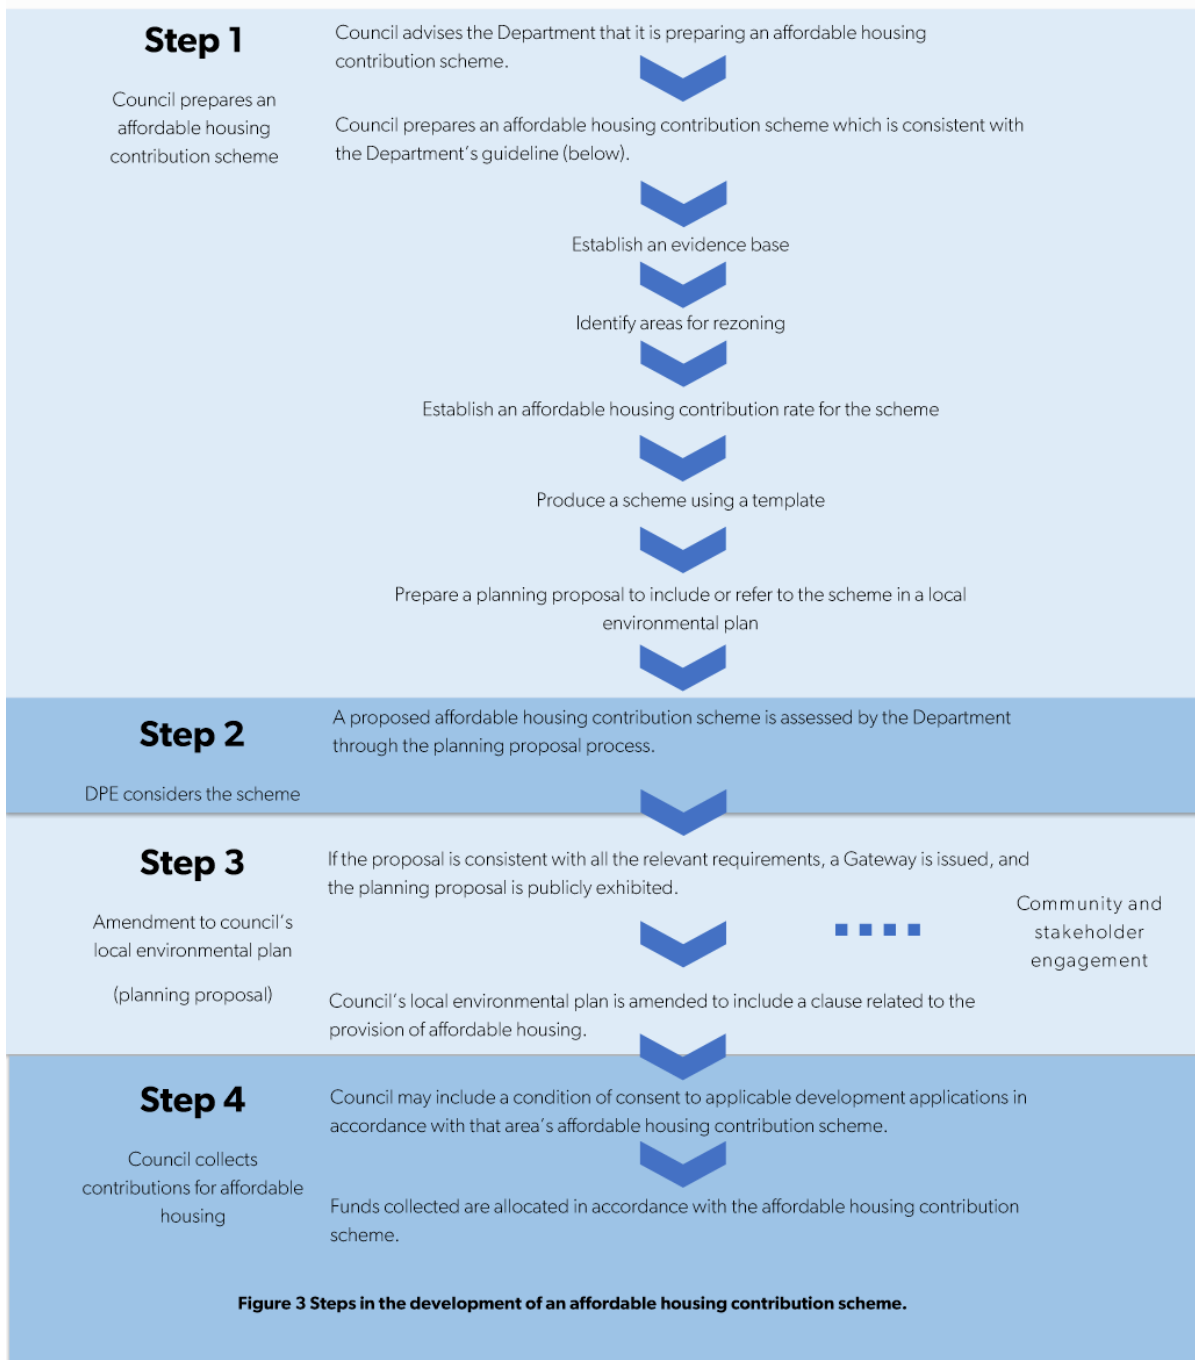 Step 1
Council prepares an
affordable housing
contribution scheme
Council advises the Department that it is preparing an affordable housing
contribution scheme.
Council prepares an affordable housing contribution scheme which is consistent with
the Department's guideline (below).
Establish an evidence base
Identify areas for rezoning
Establish an affordable housing contribution rate for the scheme
Produce a scheme using a template
Prepare a planning proposal to include or refer to the scheme in a local
environmental plan
Step 2
DPE considers the scheme
A proposed affordable housing contribution scheme is assessed by the Department
through the planning proposal process.
Step 3
Amendment to council's
local environmental plan
(planning proposal)
If the proposal is consistent with all the relevant requirements, a Gateway is issued, and
the planning proposal is publicly exhibited.
Community and
stakeholder
engagement
Council's local environmental plan is amended to include a clause related to the
provision of affordable housing.
Step 4
Council collects
contributions for affordable
housing
Council may include a condition of consent to applicable development applications in
accordance with that area's affordable housing contribution scheme.
Funds collected are allocated in accordance with the affordable housing contribution
scheme.
Figure 3 Steps in the development of an affordable housing contribution scheme.